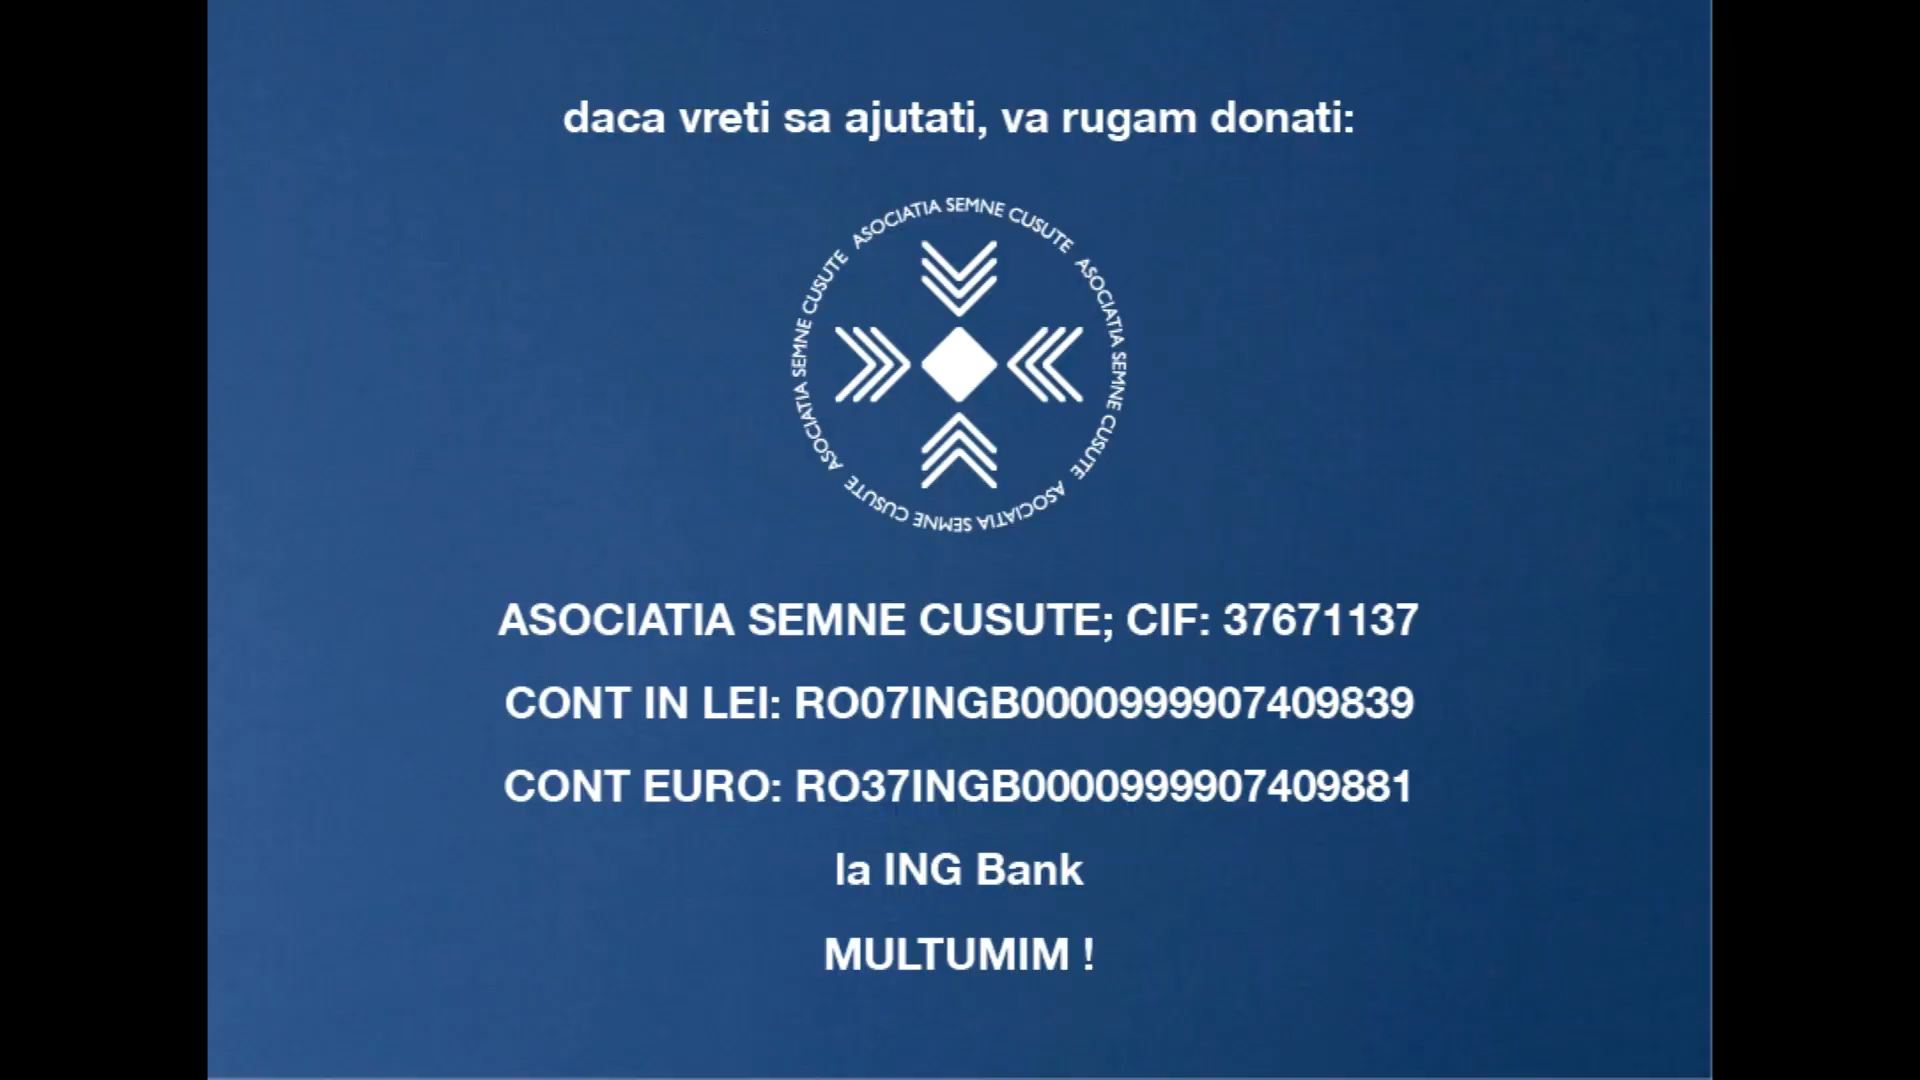 daca vreti sa ajutati, va rugam donati:
ASOCIATIA SEMNE CUSUTE ASOCIATIA SEMNE CUSUTE ASOCIATIA SEMNE CUSUTE ASOCIATIA SEMNE CUSUTE
ASOCIATIA SEMNE CUSUTE; CIF: 37671137
CONT IN LEI: RO07INGB0000999907409839
CONT EURO: RO37INGB0000999907409881
la ING Bank
MULTUMIM !